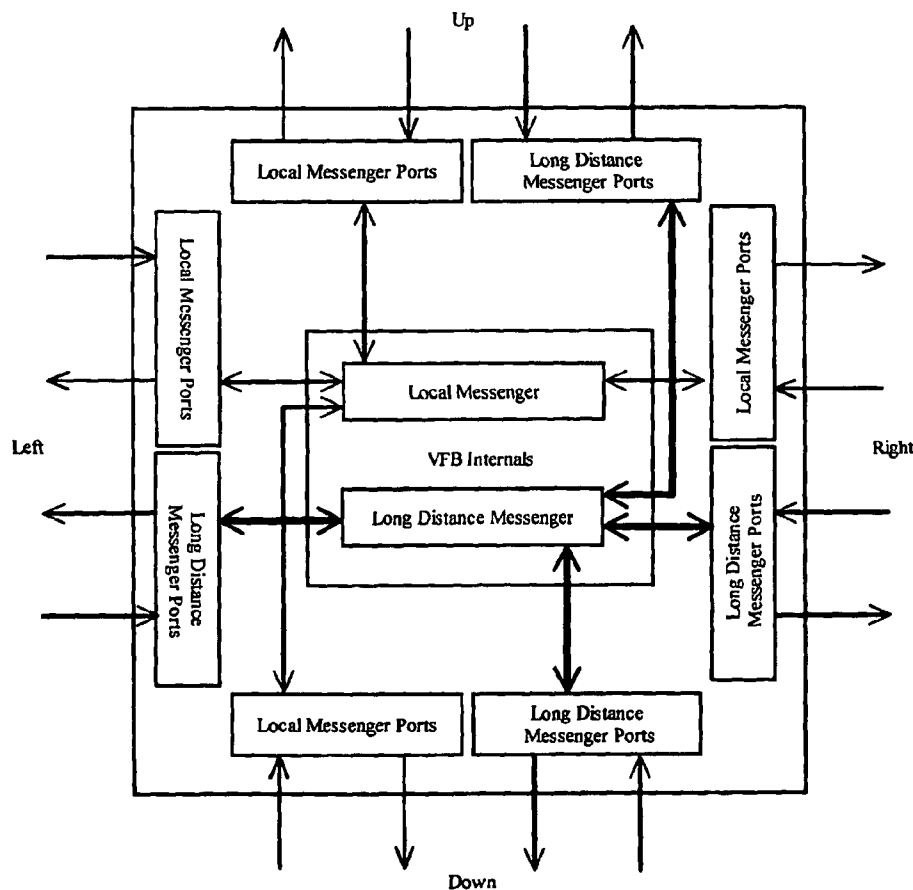 Up
Local Messenger Ports
Long Distance
Messenger Ports
Local Messenger Ports
Local Messenger Ports
Local Messenger
Left
VFB Internals
Right
Long Distance Messenger
Long Distance
Messenger Ports
Long Distance
Messenger Ports
Local Messenger Ports
Long Distance
Messenger Ports
Down